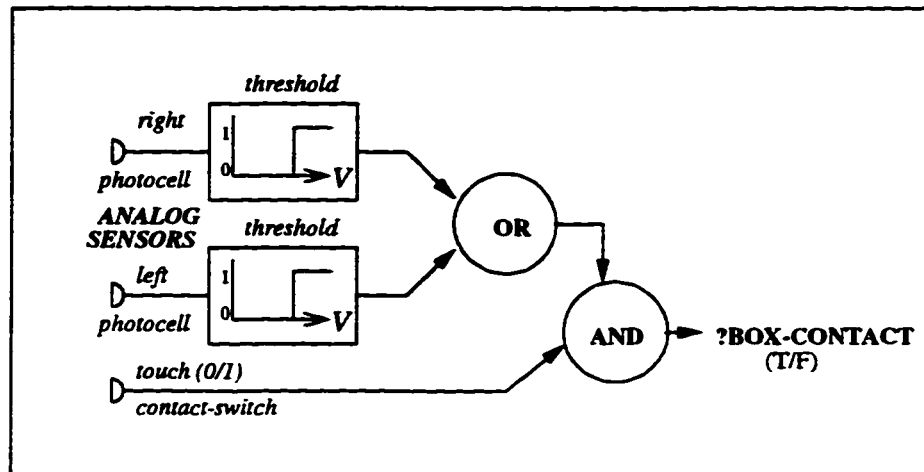 threshold
right
1
0
V
photocell
ANALOG
SENSORS
threshold
OR
left
1
0
V
photocell
AND
?BOX-CONTACT
(T/F)
touch (0/1)
contact-switch